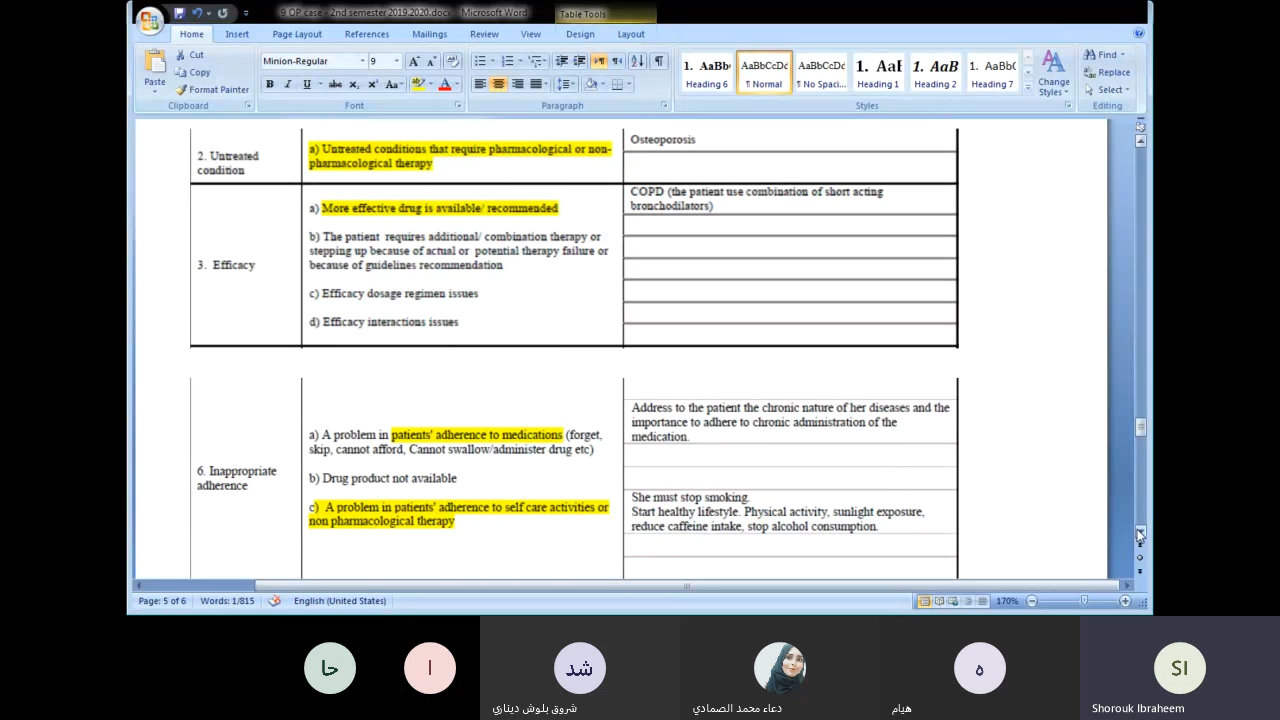 9 OP case - 2nd semester 2019.2020.docx - Microsoft Word
Table Tools
Home Insert Page Layout References Mailings Review View Design Layout
Paste
Cut
Copy
Format Painter
Clipboard
Minion-Regular 9
Font
Paragraph
1. AaBb( AaBbCcDd AaBbCcDd 1. AaB 1. AaB 1. AaBb(
Heading 6 ¶ Normal ¶ No Spaci... Heading 1 Heading 2 Heading 7
Change Styles
Styles
Find
Replace
Select
Editing
2. Untreated
condition
a) Untreated conditions that require pharmacological or non-
pharmacological therapy
Osteoporosis
3. Efficacy
a) More effective drug is available/ recommended
b) The patient requires additional/ combination therapy or
stepping up because of actual or potential therapy failure or
because of guidelines recommendation
c) Efficacy dosage regimen issues
d) Efficacy interactions issues
COPD (the patient use combination of short acting
bronchodilators)
6. Inappropriate
adherence
a) A problem in patients' adherence to medications (forget,
skip, cannot afford, Cannot swallow/administer drug etc)
b) Drug product not available
c) A problem in patients' adherence to self care activities or
non pharmacological therapy
Address to the patient the chronic nature of her diseases and the
importance to adhere to chronic administration of the
medication.
She must stop smoking.
Start healthy lifestyle. Physical activity, sunlight exposure,
reduce caffeine intake, stop alcohol consumption.
Page: 5 of 6 Words: 1/815 English (United States) 170%
حا
ا
شد
ه
SI
شروق بلوش ديناري
دعاء محمد الصمادي
هيام
Shorouk Ibraheem